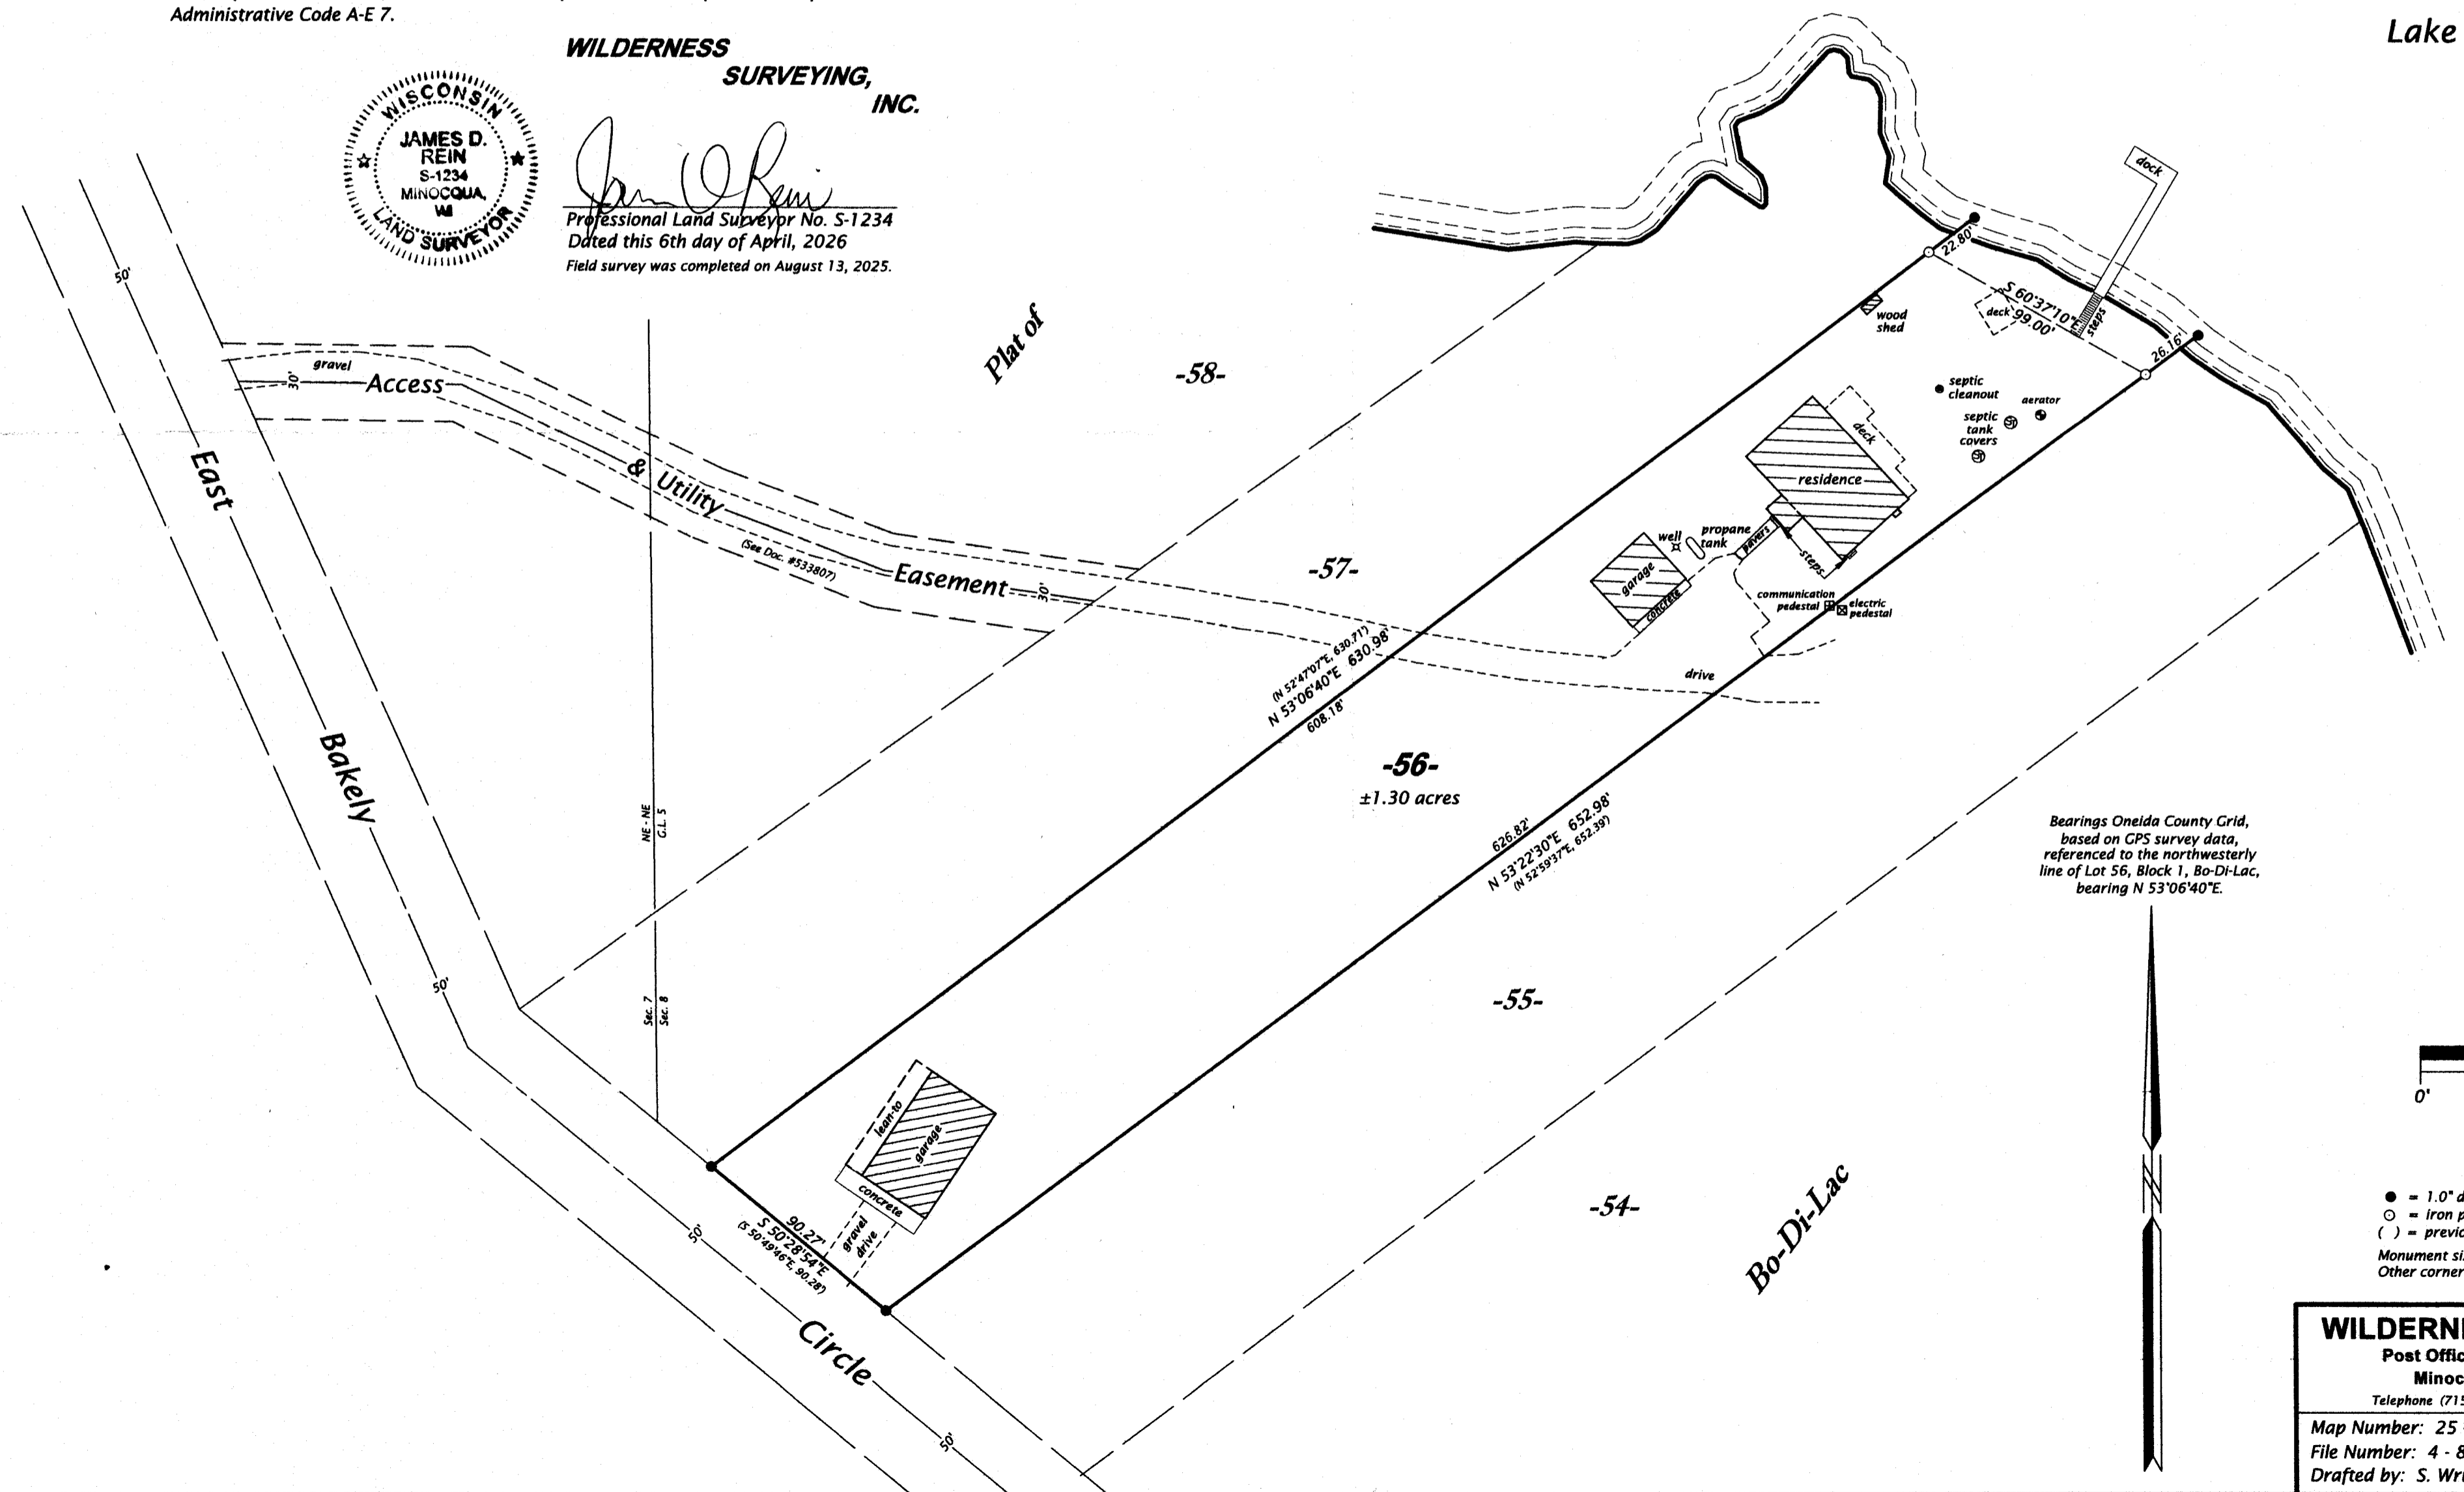 Administrative Code A-E 7.
WILDERNESS
SURVEYING,
INC.
WISCONSIN
JAMES D.
REIN
S-1234
MINOCQUA,
WI
LAND SURVEYOR
Professional Land Surveyor No. S-1234
Dated this 6th day of April, 2026
Field survey was completed on August 13, 2025.
Lake
dock
22.80'
S 60°37'10"E
99.00'
deck
steps
26.16'
wood
shed
septic
cleanout
aerator
septic
tank
covers
deck
residence
well
propane
tank
pavers
steps
garage
concrete
communication
pedestal
electric
pedestal
drive
50'
gravel
30'
Access
& Utility
(See Doc. #533807)
Easement
30'
Plat of
-58-
-57-
(N 52°47'07"E, 630.71')
N 53°06'40"E 630.98'
608.18'
-56-
±1.30 acres
626.82'
N 53°22'30"E 652.98'
(N 52°59'37"E, 652.39')
East
Bakely
Circle
50'
NE - NE
G.L. 5
Sec. 7
Sec. 8
-55-
-54-
Bo-Di-Lac
lean-to
garage
concrete
gravel
drive
90.27'
S 50°28'54"E
(S 50°49'46"E, 90.28')
50'
50'
Bearings Oneida County Grid,
based on GPS survey data,
referenced to the northwesterly
line of Lot 56, Block 1, Bo-Di-Lac,
bearing N 53°06'40"E.
N
0'
● = 1.0" d
⊙ = iron p
( ) = previo
Monument si
Other corner
WILDERN
Post Offic
Minoc
Telephone (715
Map Number: 25
File Number: 4 - 8
Drafted by: S. Wri